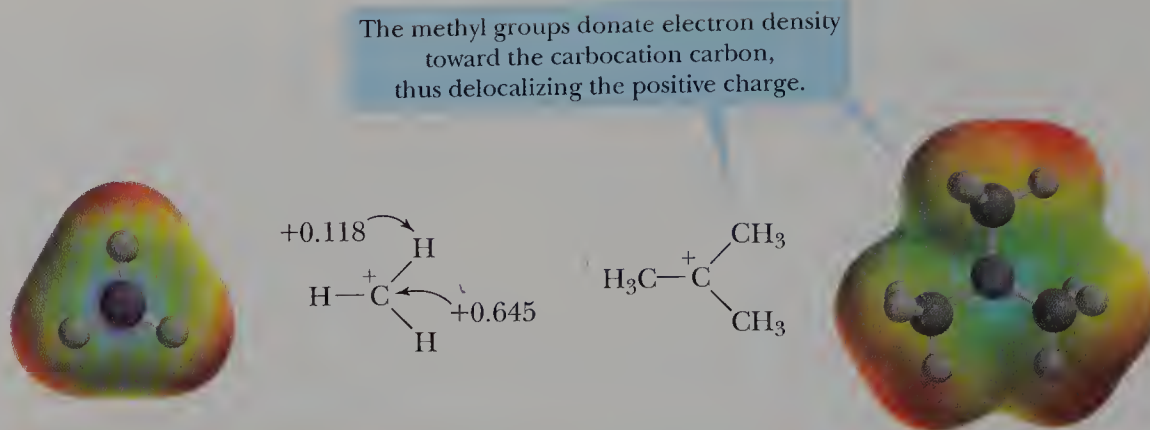 The methyl groups donate electron density
toward the carbocation carbon,
thus delocalizing the positive charge.
+0.118
H
+
H—C
+0.645
H
CH₃
+
H₃C—C
CH₃